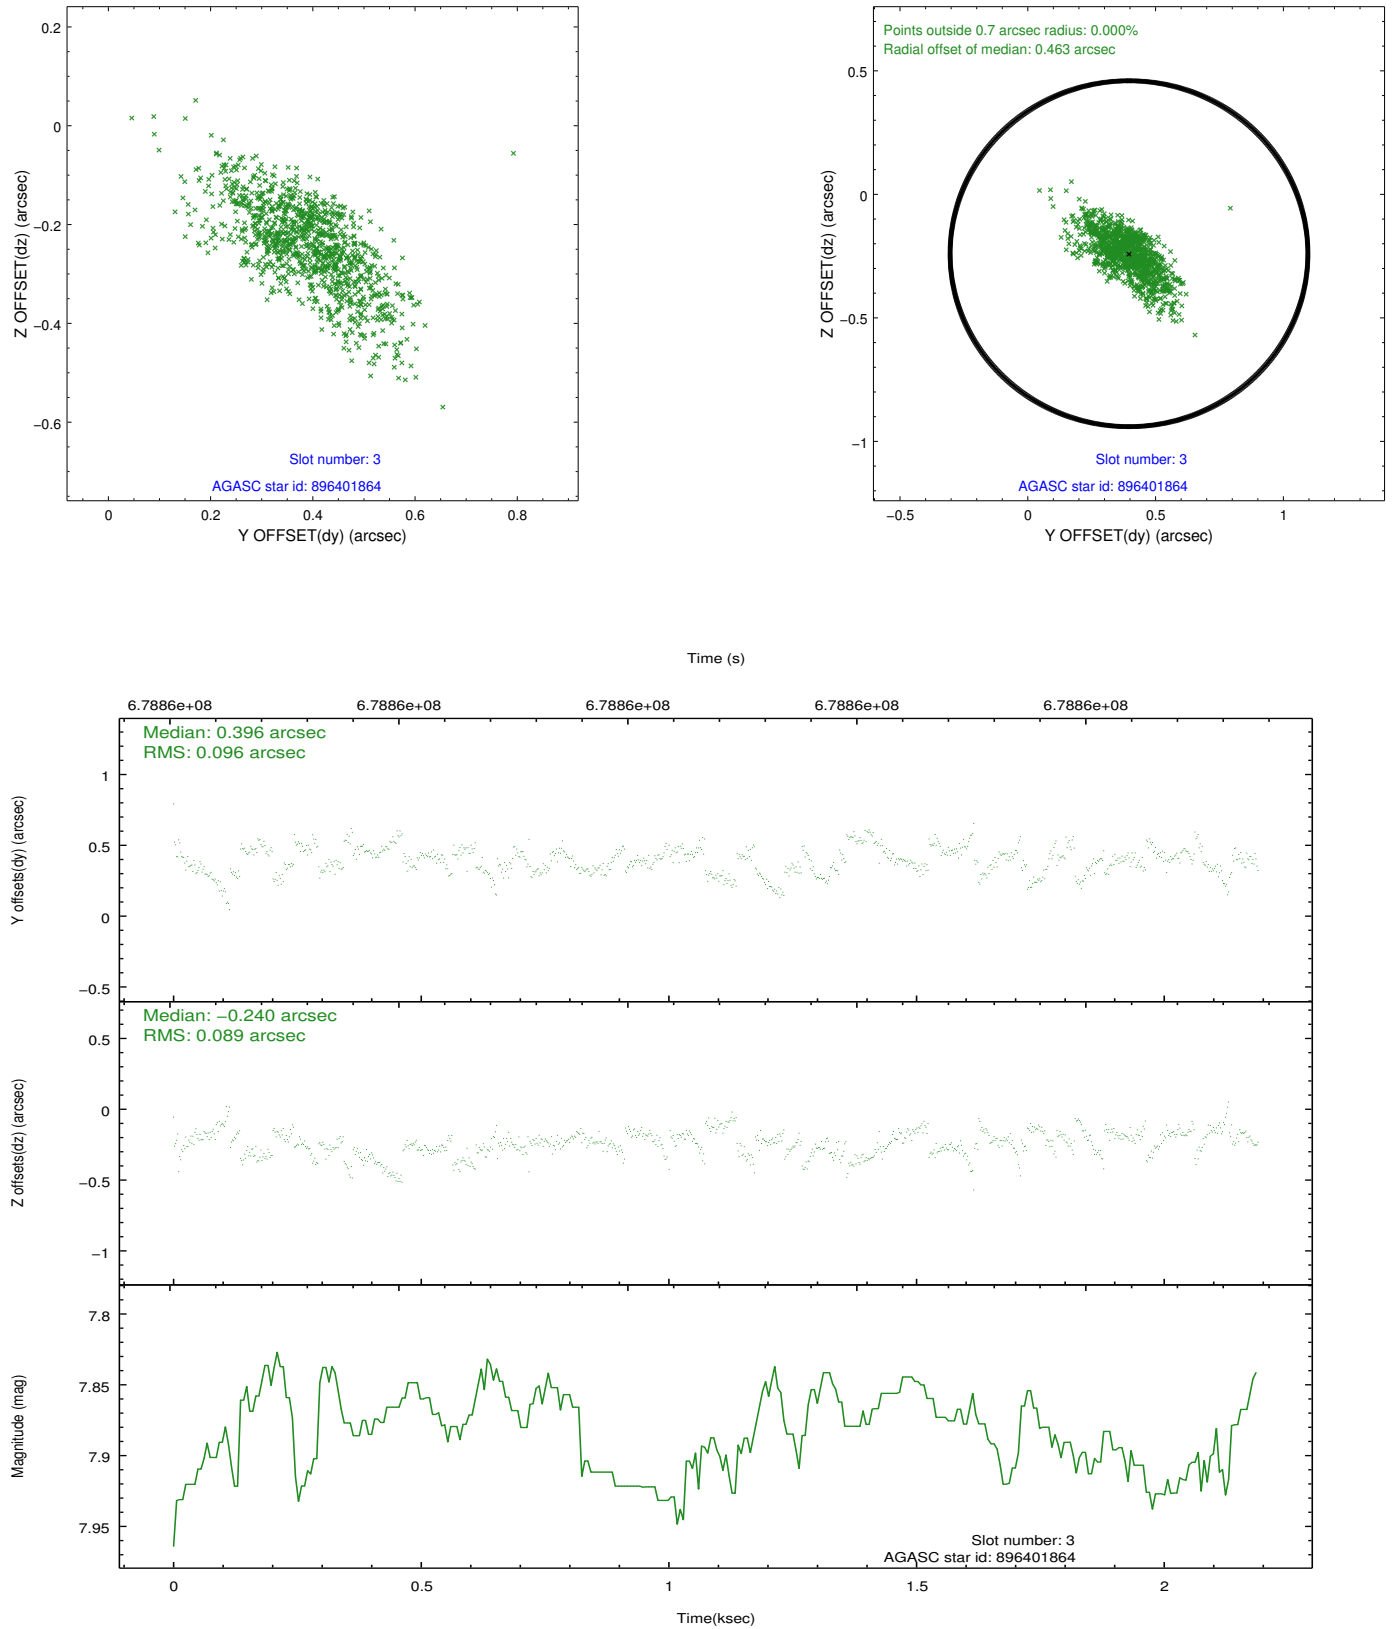 0.2
0
−0.2
−0.4
−0.6
Z OFFSET(dz) (arcsec)
Slot number: 3
AGASC star id: 896401864
0
0.2
0.4
0.6
0.8
Y OFFSET(dy) (arcsec)
Points outside 0.7 arcsec radius: 0.000%
Radial offset of median: 0.463 arcsec
0.5
0
−0.5
−1
Z OFFSET(dz) (arcsec)
Slot number: 3
AGASC star id: 896401864
−0.5
0
0.5
1
Y OFFSET(dy) (arcsec)
Time (s)
6.7886e+08
6.7886e+08
6.7886e+08
6.7886e+08
6.7886e+08
Median: 0.396 arcsec
RMS: 0.096 arcsec
1
0.5
0
−0.5
Y offsets(dy) (arcsec)
Median: −0.240 arcsec
RMS: 0.089 arcsec
0.5
0
−0.5
−1
Z offsets(dz) (arcsec)
7.8
7.85
7.9
7.95
Magnitude (mag)
Slot number: 3
AGASC star id: 896401864
0
0.5
1
1.5
2
Time(ksec)